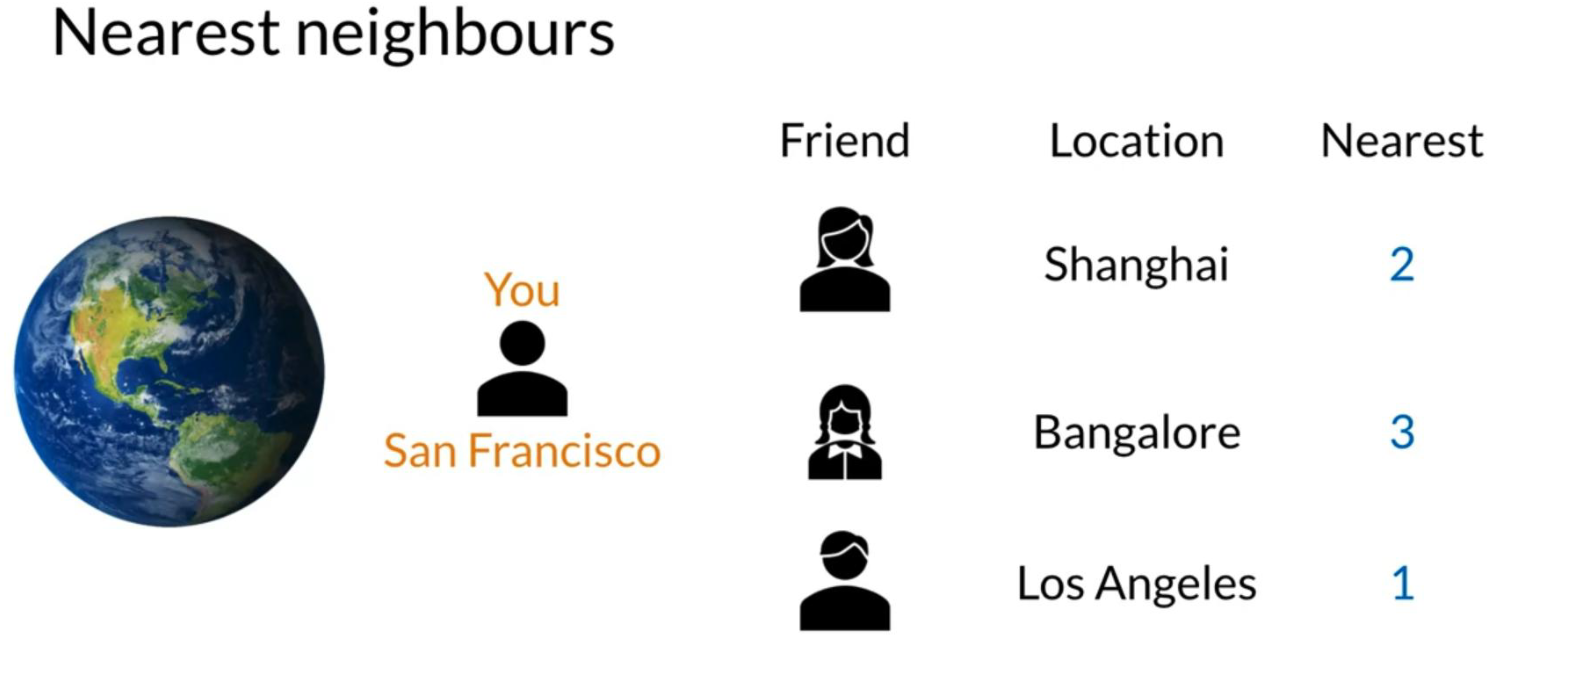 Nearest neighbours
Friend Location Nearest
Shanghai 2
You
San Francisco
Bangalore 3
Los Angeles 1